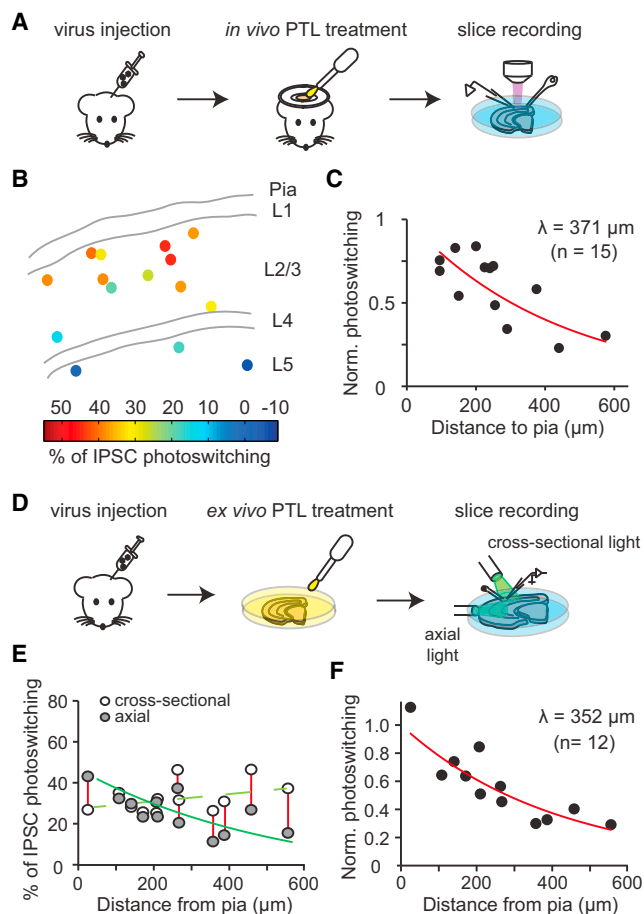 A
virus injection
in vivo PTL treatment
slice recording
B
Pia
L1
L2/3
L4
L5
50 40 30 20 10 0 -10
% of IPSC photoswitching
C
Norm. photoswitching
1
0.5
0
λ = 371 µm
(n = 15)
0 200 400 600
Distance to pia (µm)
D
virus injection
ex vivo PTL treatment
slice recording
cross-sectional light
axial
light
E
% of IPSC photoswitching
80
60
40
20
0
cross-sectional
axial
0 200 400 600
Distance from pia (µm)
F
Norm. photoswitching
1.0
0.8
0.6
0.4
0.2
λ = 352 µm
(n= 12)
0 200 400 600
Distance from pia (µm)